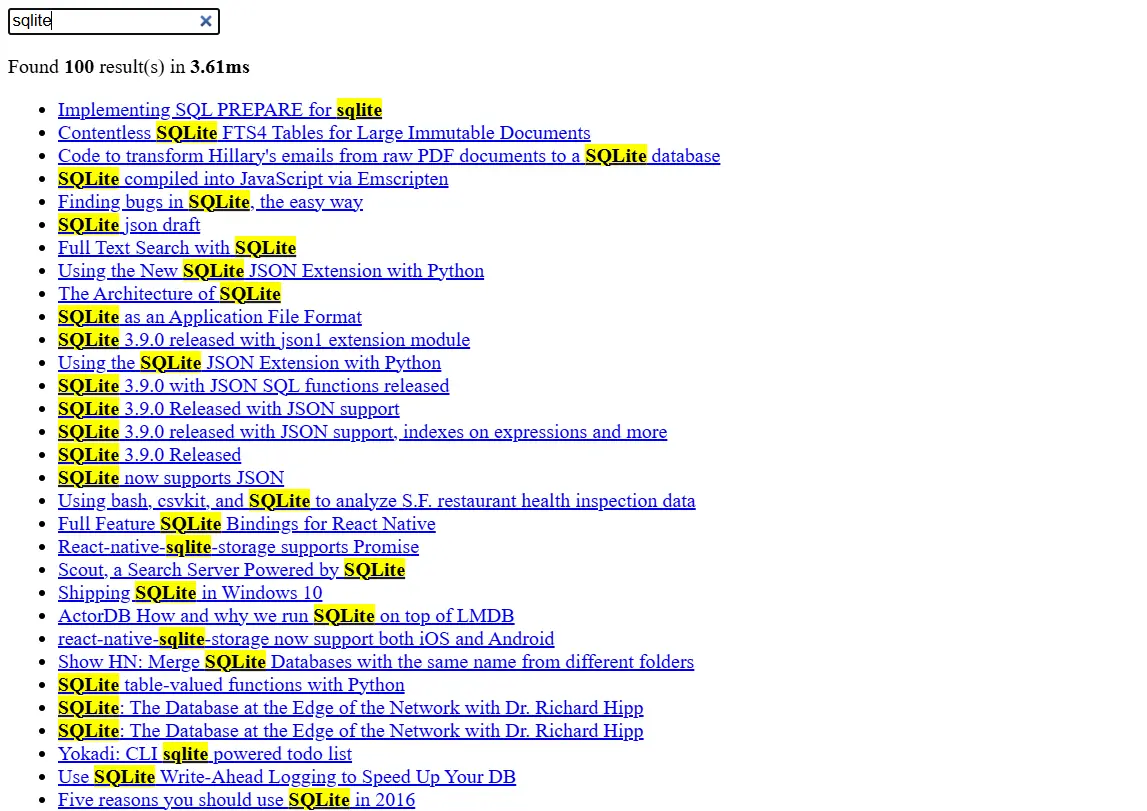 sqlite
Found 100 result(s) in 3.61ms
Implementing SQL PREPARE for sqlite
Contentless SQLite FTS4 Tables for Large Immutable Documents
Code to transform Hillary's emails from raw PDF documents to a SQLite database
SQLite compiled into JavaScript via Emscripten
Finding bugs in SQLite, the easy way
SQLite json draft
Full Text Search with SQLite
Using the New SQLite JSON Extension with Python
The Architecture of SQLite
SQLite as an Application File Format
SQLite 3.9.0 released with json1 extension module
Using the SQLite JSON Extension with Python
SQLite 3.9.0 with JSON SQL functions released
SQLite 3.9.0 Released with JSON support
SQLite 3.9.0 released with JSON support, indexes on expressions and more
SQLite 3.9.0 Released
SQLite now supports JSON
Using bash, csvkit, and SQLite to analyze S.F. restaurant health inspection data
Full Feature SQLite Bindings for React Native
React-native-sqlite-storage supports Promise
Scout, a Search Server Powered by SQLite
Shipping SQLite in Windows 10
ActorDB How and why we run SQLite on top of LMDB
react-native-sqlite-storage now support both iOS and Android
Show HN: Merge SQLite Databases with the same name from different folders
SQLite table-valued functions with Python
SQLite: The Database at the Edge of the Network with Dr. Richard Hipp
SQLite: The Database at the Edge of the Network with Dr. Richard Hipp
Yokadi: CLI sqlite powered todo list
Use SQLite Write-Ahead Logging to Speed Up Your DB
Five reasons you should use SQLite in 2016